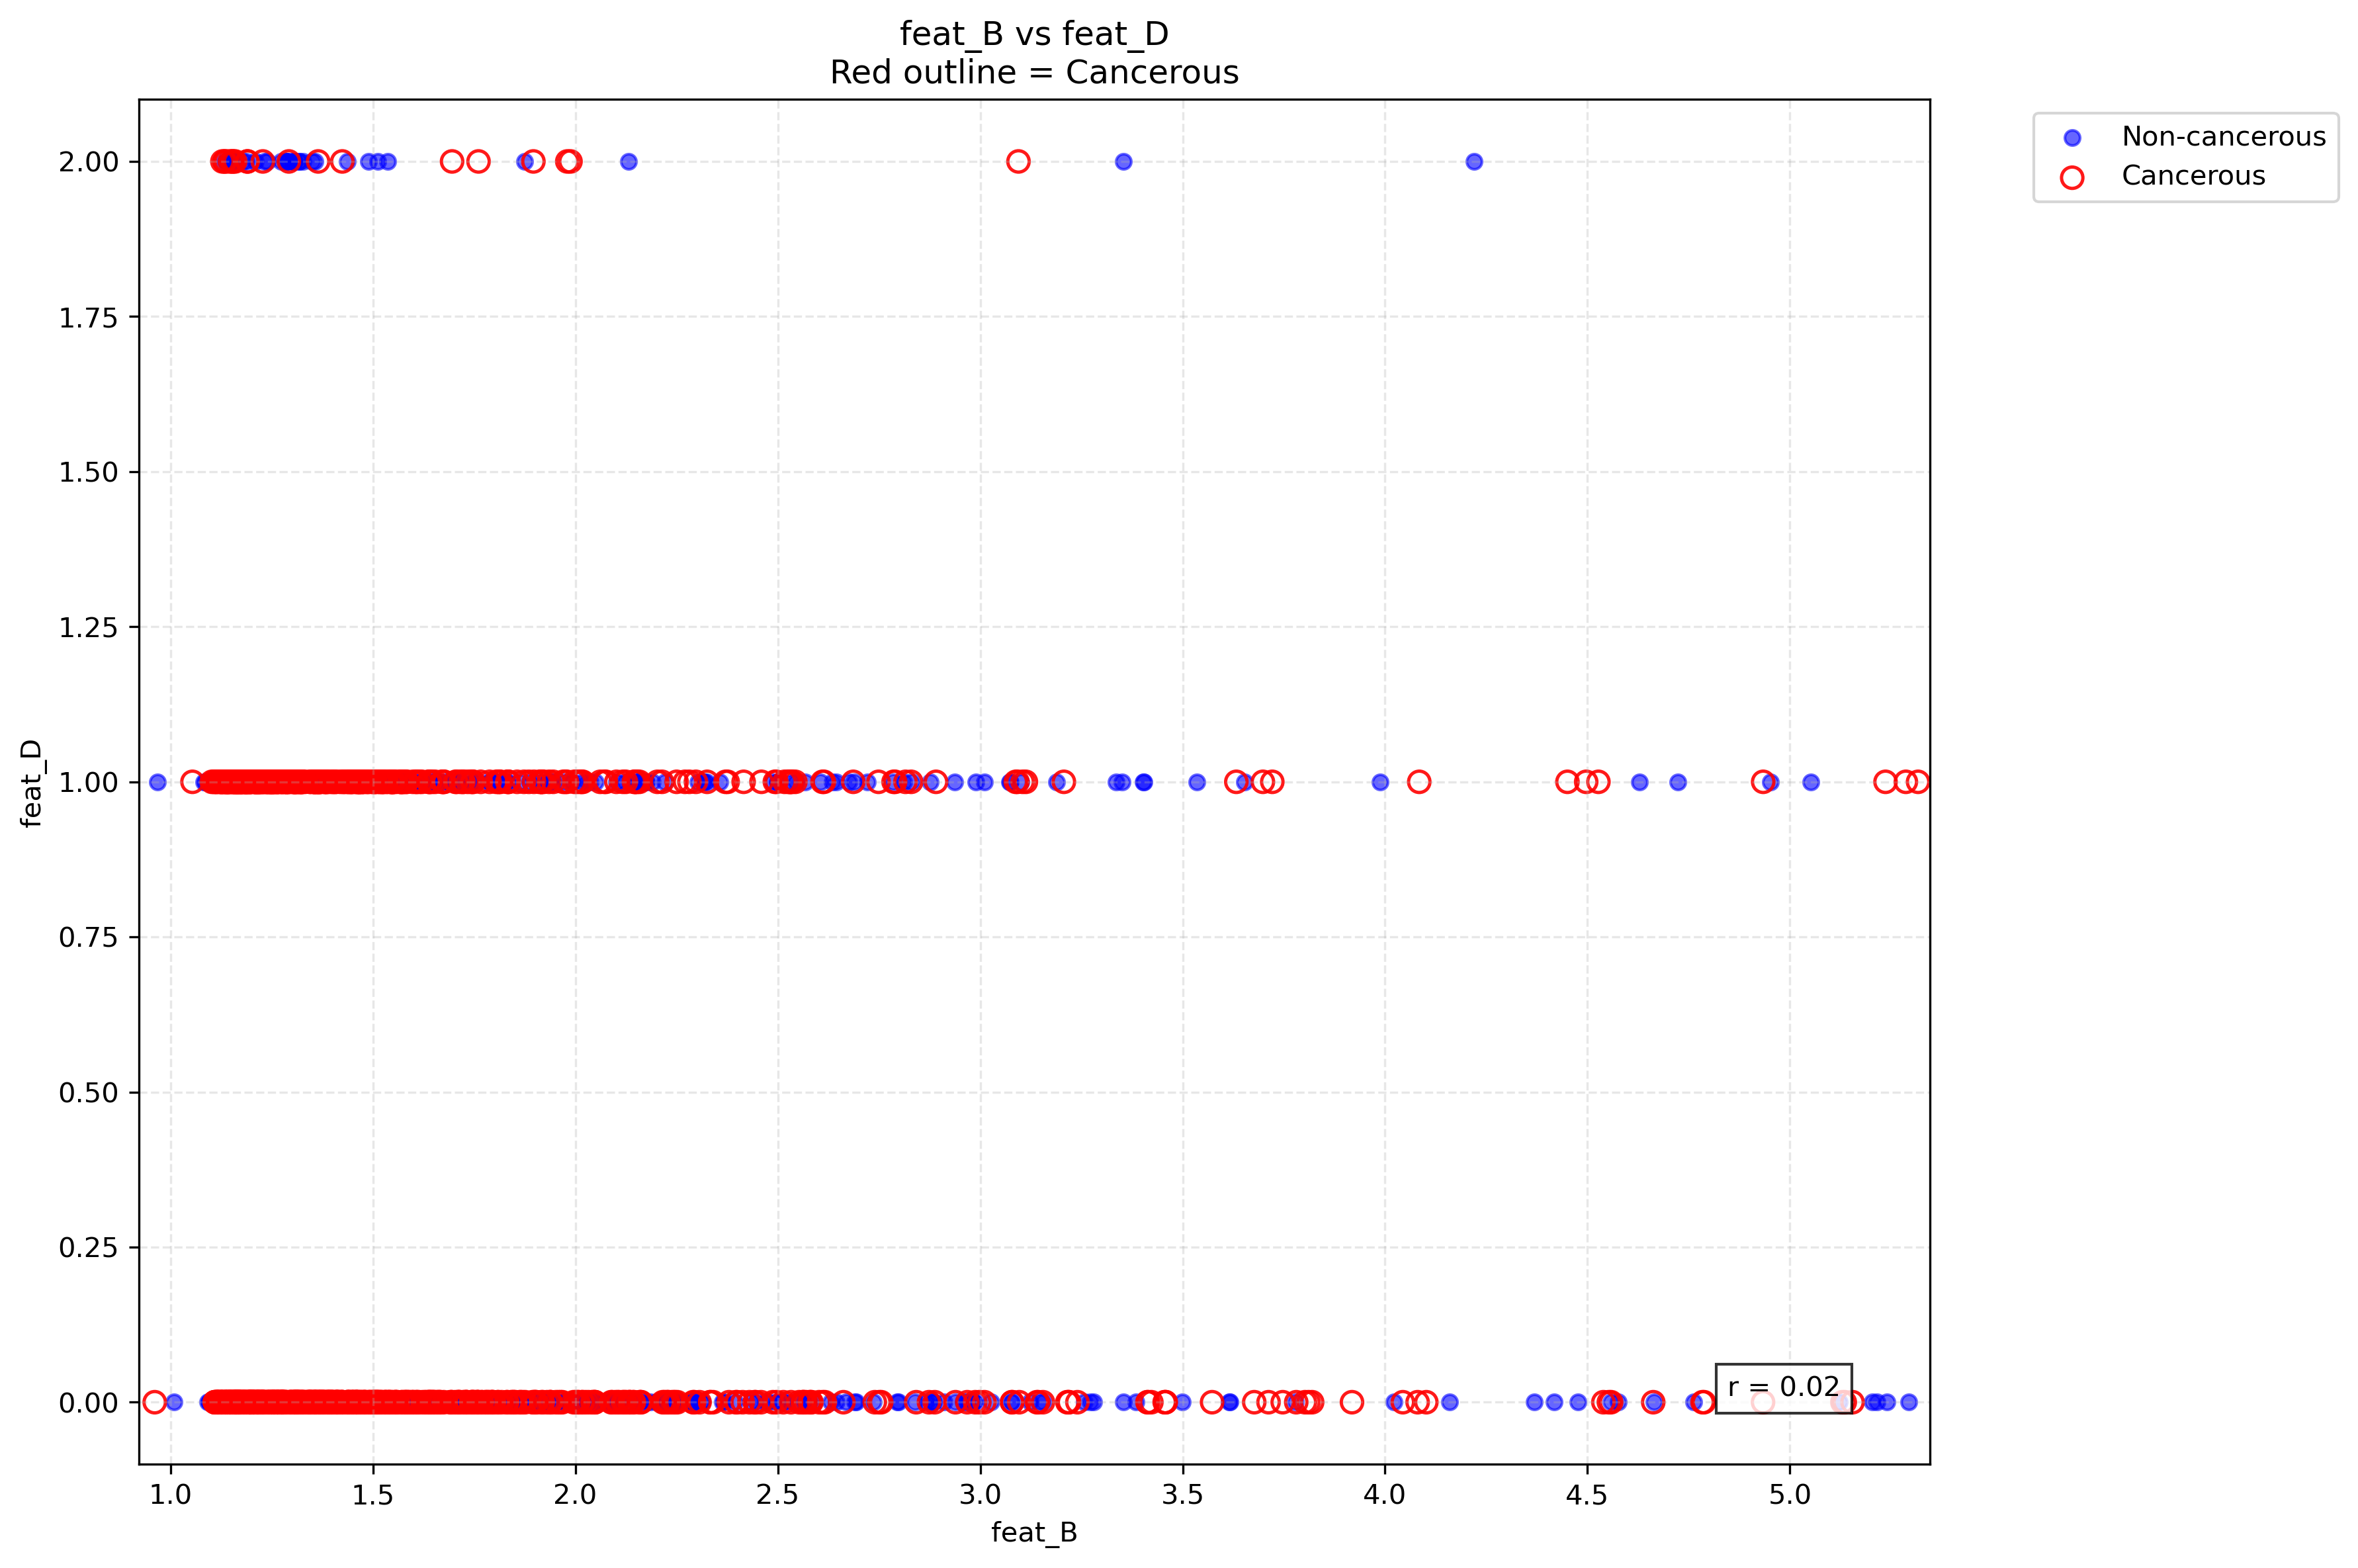 feat_B vs feat_D
Red outline = Cancerous
Non-cancerous
Cancerous
2.00
1.75
1.50
1.25
1.00
0.75
0.50
0.25
0.00
feat_D
r = 0.02
1.0 1.5 2.0 2.5 3.0 3.5 4.0 4.5 5.0
feat_B